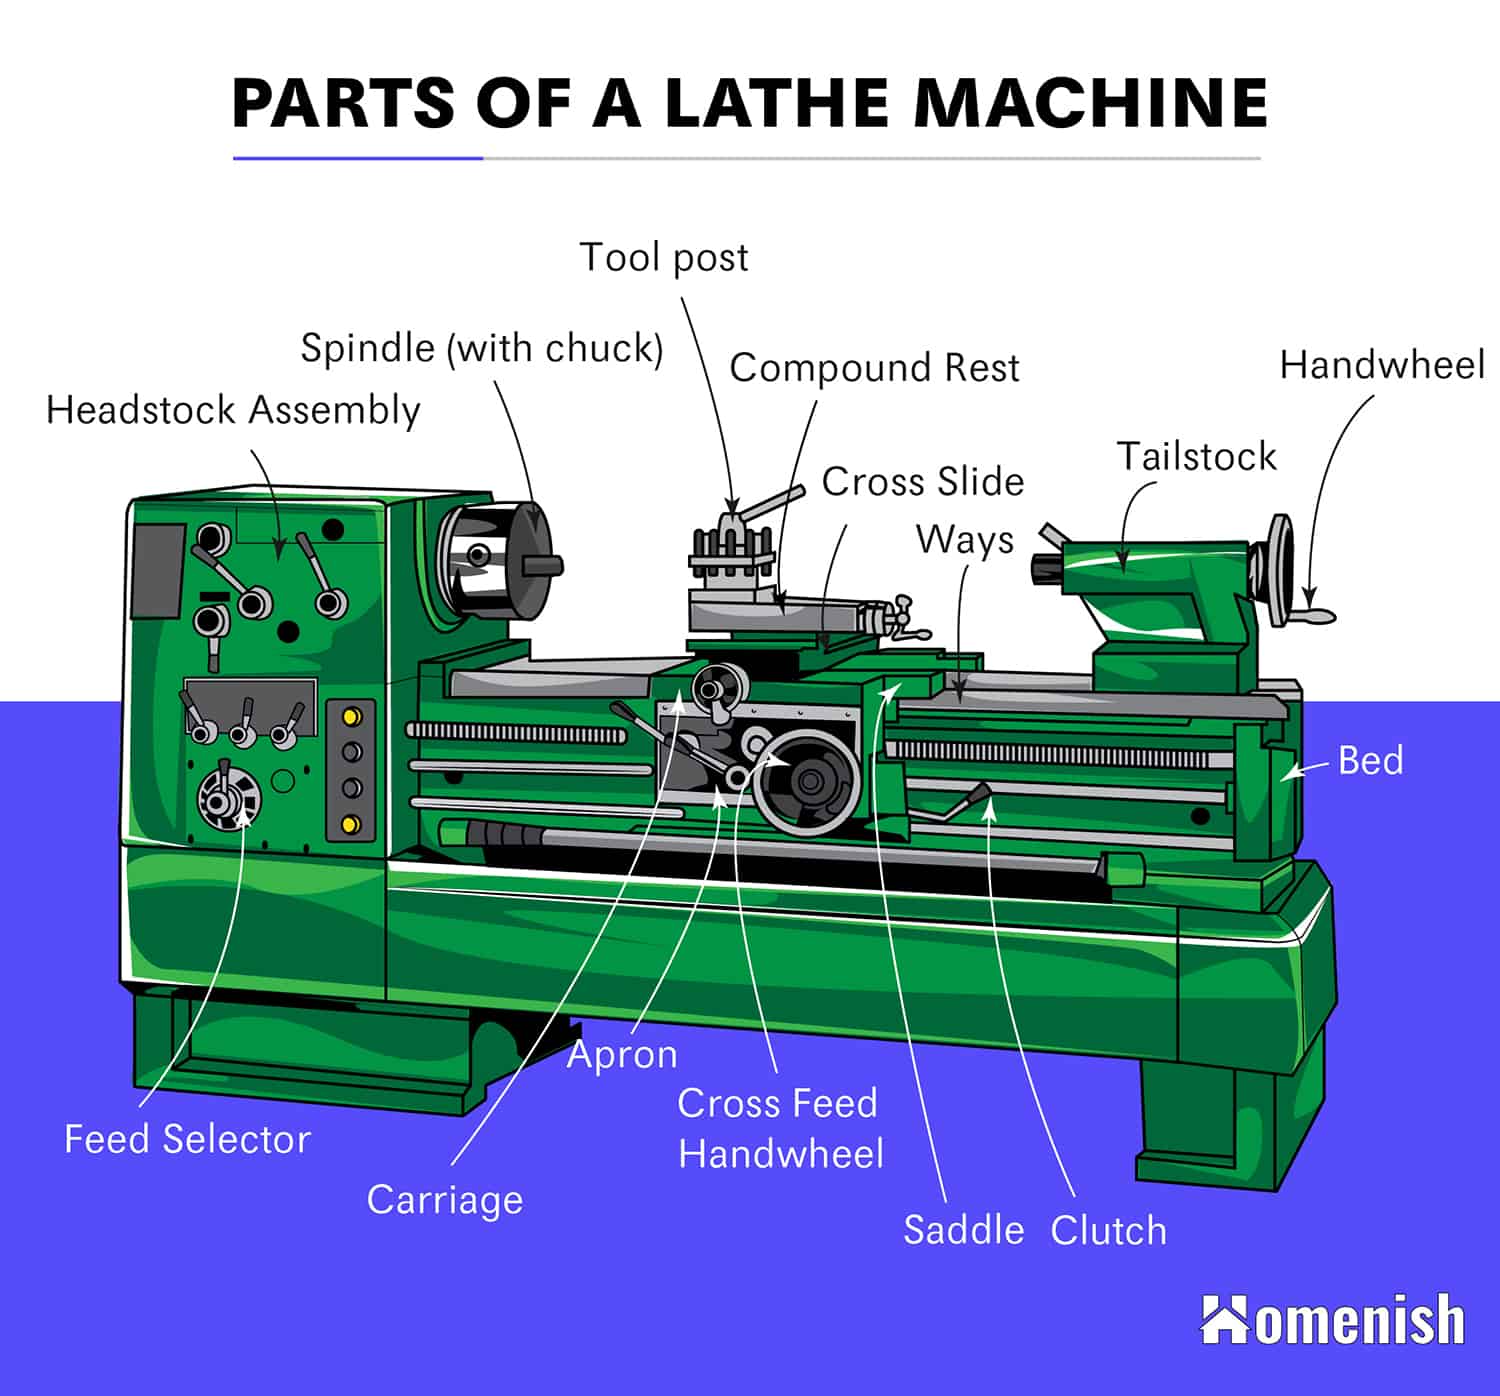 PARTS OF A LATHE MACHINE
Tool post
Spindle (with chuck)
Compound Rest
Handwheel
Headstock Assembly
Tailstock
Cross Slide
Ways
Bed
Apron
Cross Feed
Handwheel
Feed Selector
Carriage
Saddle
Clutch
Homenish